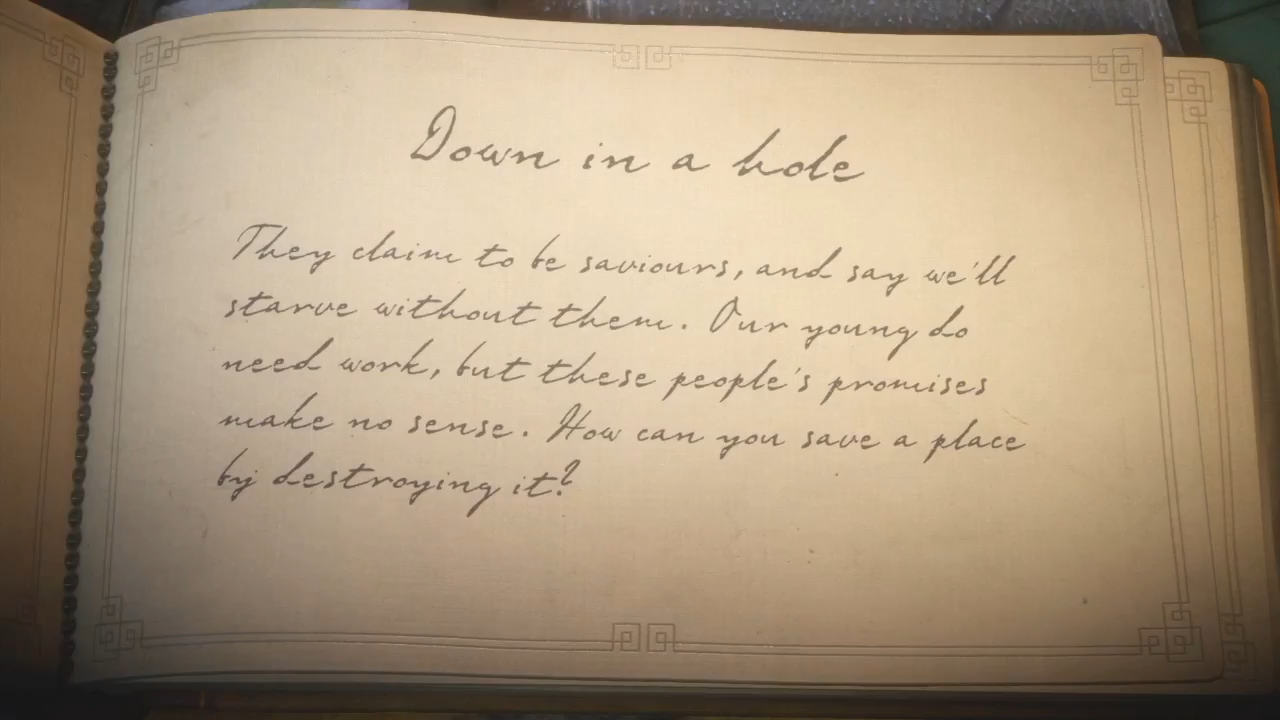 Down in a hole
They claim to be saviours, and say we'll
starve without them. Our young do
need work, but these people's promises
make no sense. How can you save a place
by destroying it?